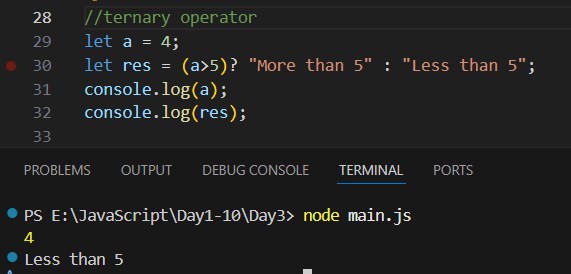 28 //ternary operator
29 let a = 4;
30 let res = (a>5)? "More than 5" : "Less than 5";
31 console.log(a);
32 console.log(res);
33
PROBLEMS OUTPUT DEBUG CONSOLE TERMINAL PORTS
PS E:\JavaScript\Day1-10\Day3> node main.js
4
Less than 5